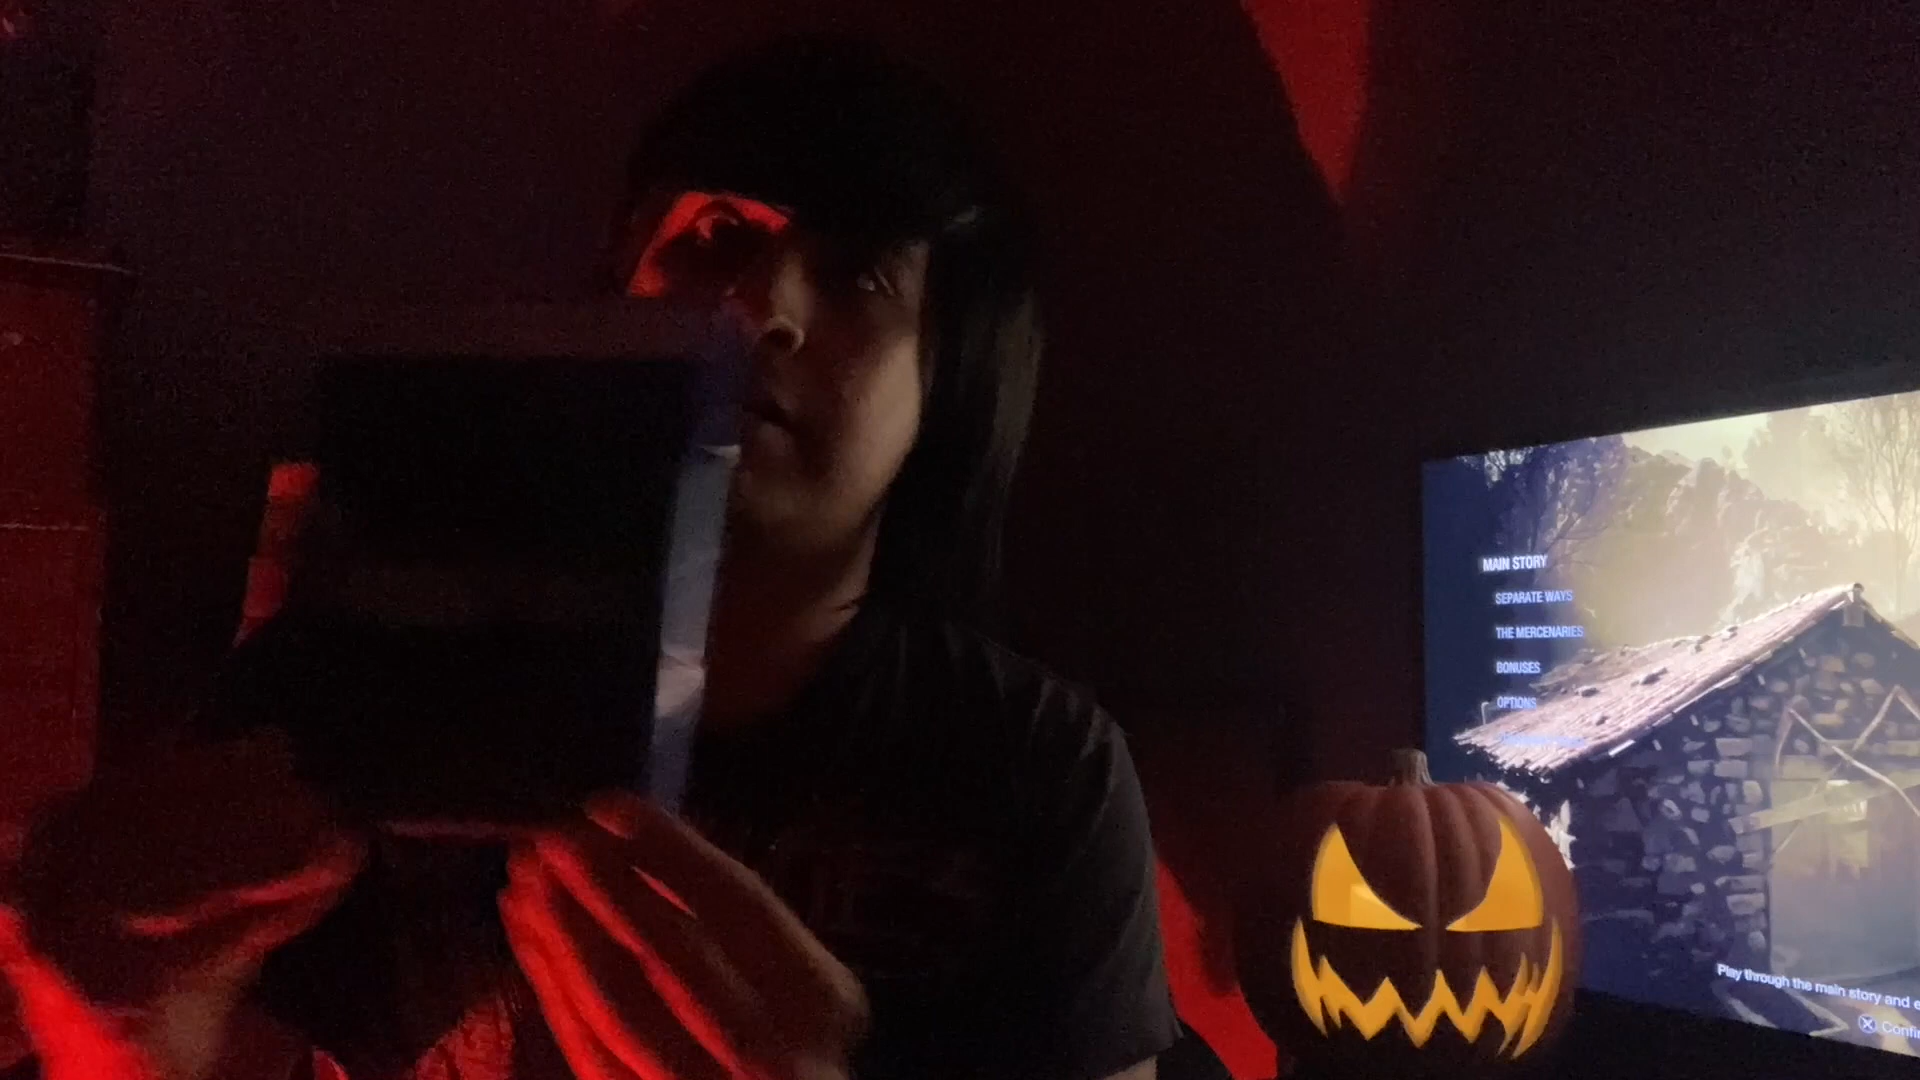 MAIN STORY
SEPARATE WAYS
THE MERCENARIES
BONUSES
OPTIONS
Play through the main story and